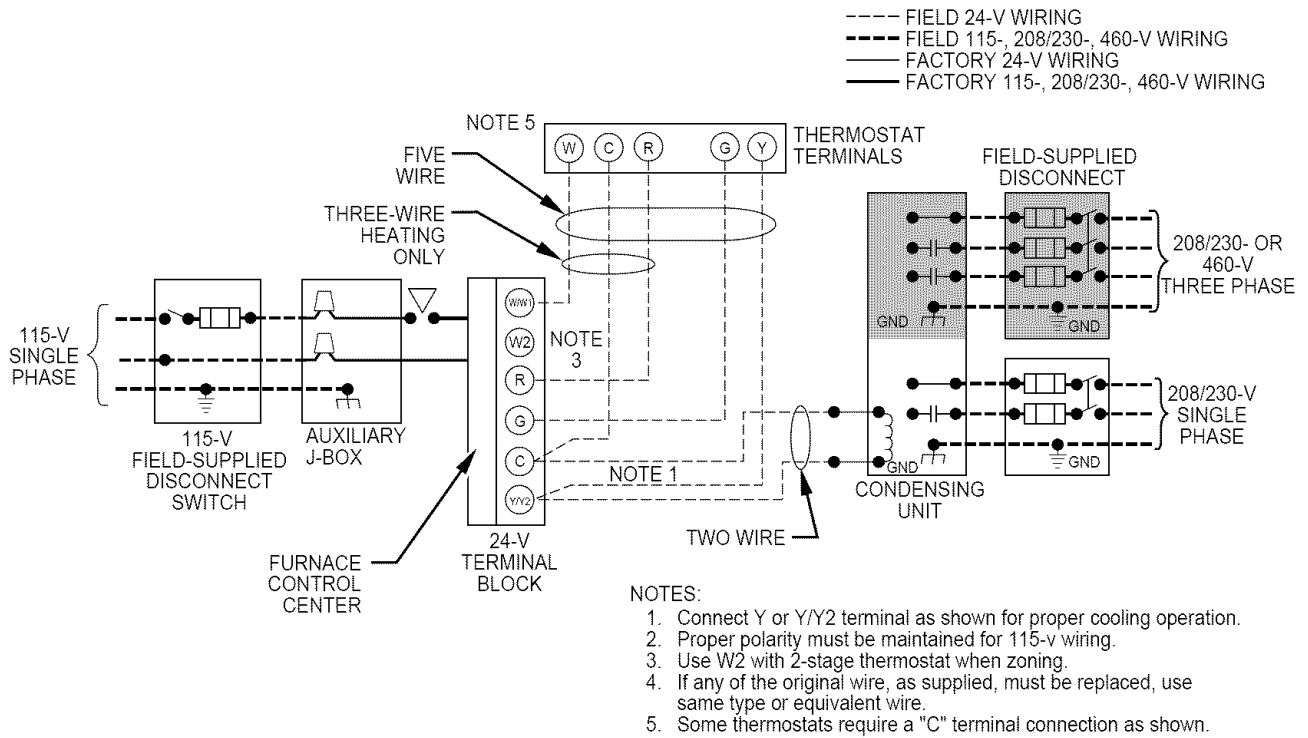 FIELD 24-V WIRING
FIELD 115-, 208/230-, 460-V WIRING
FACTORY 24-V WIRING
FACTORY 115-, 208/230-, 460-V WIRING
NOTE 5
W C R G Y
THERMOSTAT
TERMINALS
FIVE
WIRE
THREE-WIRE
HEATING
ONLY
FIELD-SUPPLIED
DISCONNECT
208/230- OR
460-V
THREE PHASE
GND
GND
115-V
SINGLE
PHASE
W/W1
W2
R
G
C
Y/Y2
NOTE
3
NOTE 1
115-V
FIELD-SUPPLIED
DISCONNECT
SWITCH
AUXILIARY
J-BOX
208/230-V
SINGLE
PHASE
GND
GND
CONDENSING
UNIT
TWO WIRE
FURNACE
CONTROL
CENTER
24-V
TERMINAL
BLOCK
NOTES:
1. Connect Y or Y/Y2 terminal as shown for proper cooling operation.
2. Proper polarity must be maintained for 115-v wiring.
3. Use W2 with 2-stage thermostat when zoning.
4. If any of the original wire, as supplied, must be replaced, use
same type or equivalent wire.
5. Some thermostats require a "C" terminal connection as shown.